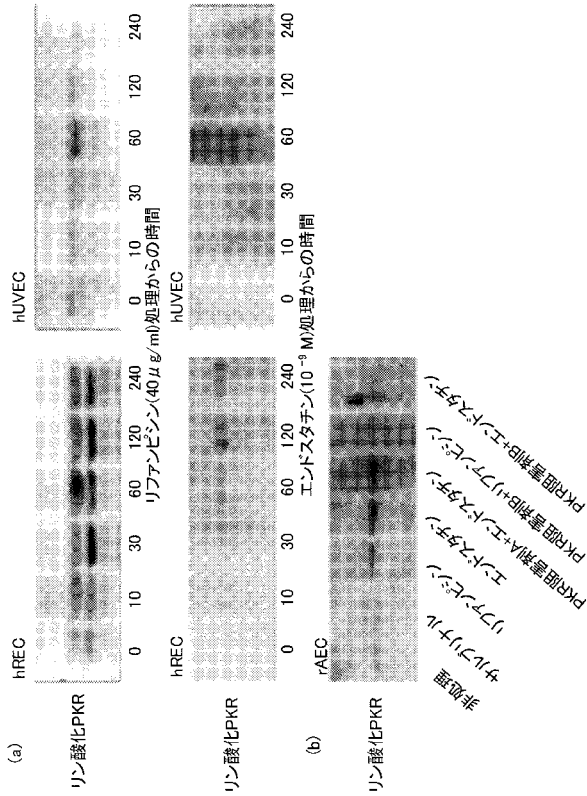 (a)
hREC
hUVEC
リン酸化PKR
0 10 30 60 120 240
0 10 30 60 120 240
リファンピシン(40μg/ml)処理からの時間
hREC
hUVEC
リン酸化PKR
0 10 30 60 120 240
0 10 30 60 120 240
エンドスタチン(10⁻⁹ M)処理からの時間
(b)
rAEC
リン酸化PKR
非処理
サルブリナル
リファンピシン
エンドスタチン
PKR阻害剤A+エンドスタチン
PKR阻害剤B+リファンピシン
PKR阻害剤B+エンドスタチン